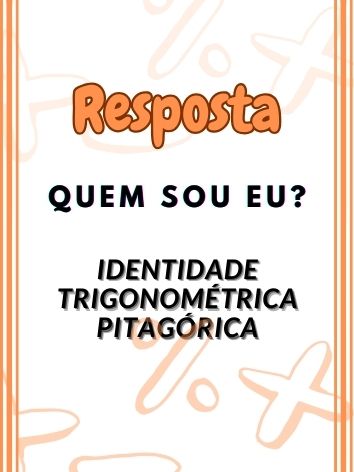 Resposta
QUEM SOU EU?
IDENTIDADE
TRIGONOMÉTRICA
PITAGÓRICA